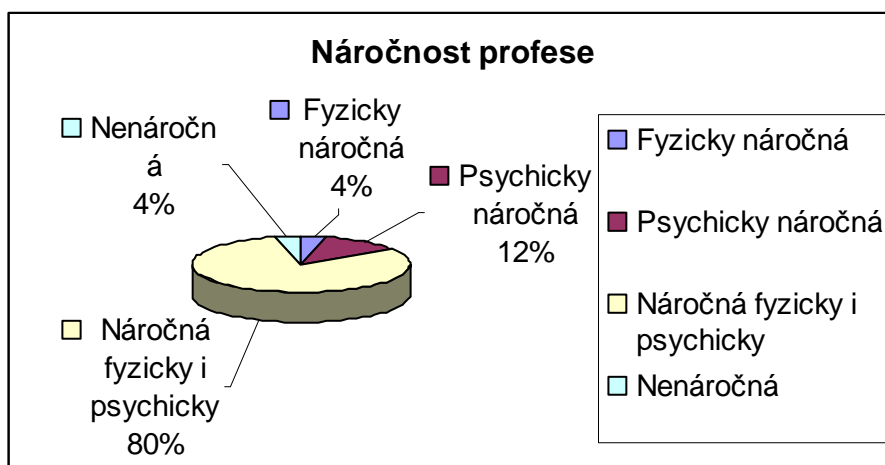 Náročnost profese
Nenáročn
á
4%
Fyzicky
náročná
4%
Psychicky
náročná
12%
Náročná
fyzicky i
psychicky
80%
Fyzicky náročná
Psychicky náročná
Náročná fyzicky i
psychicky
Nenáročná